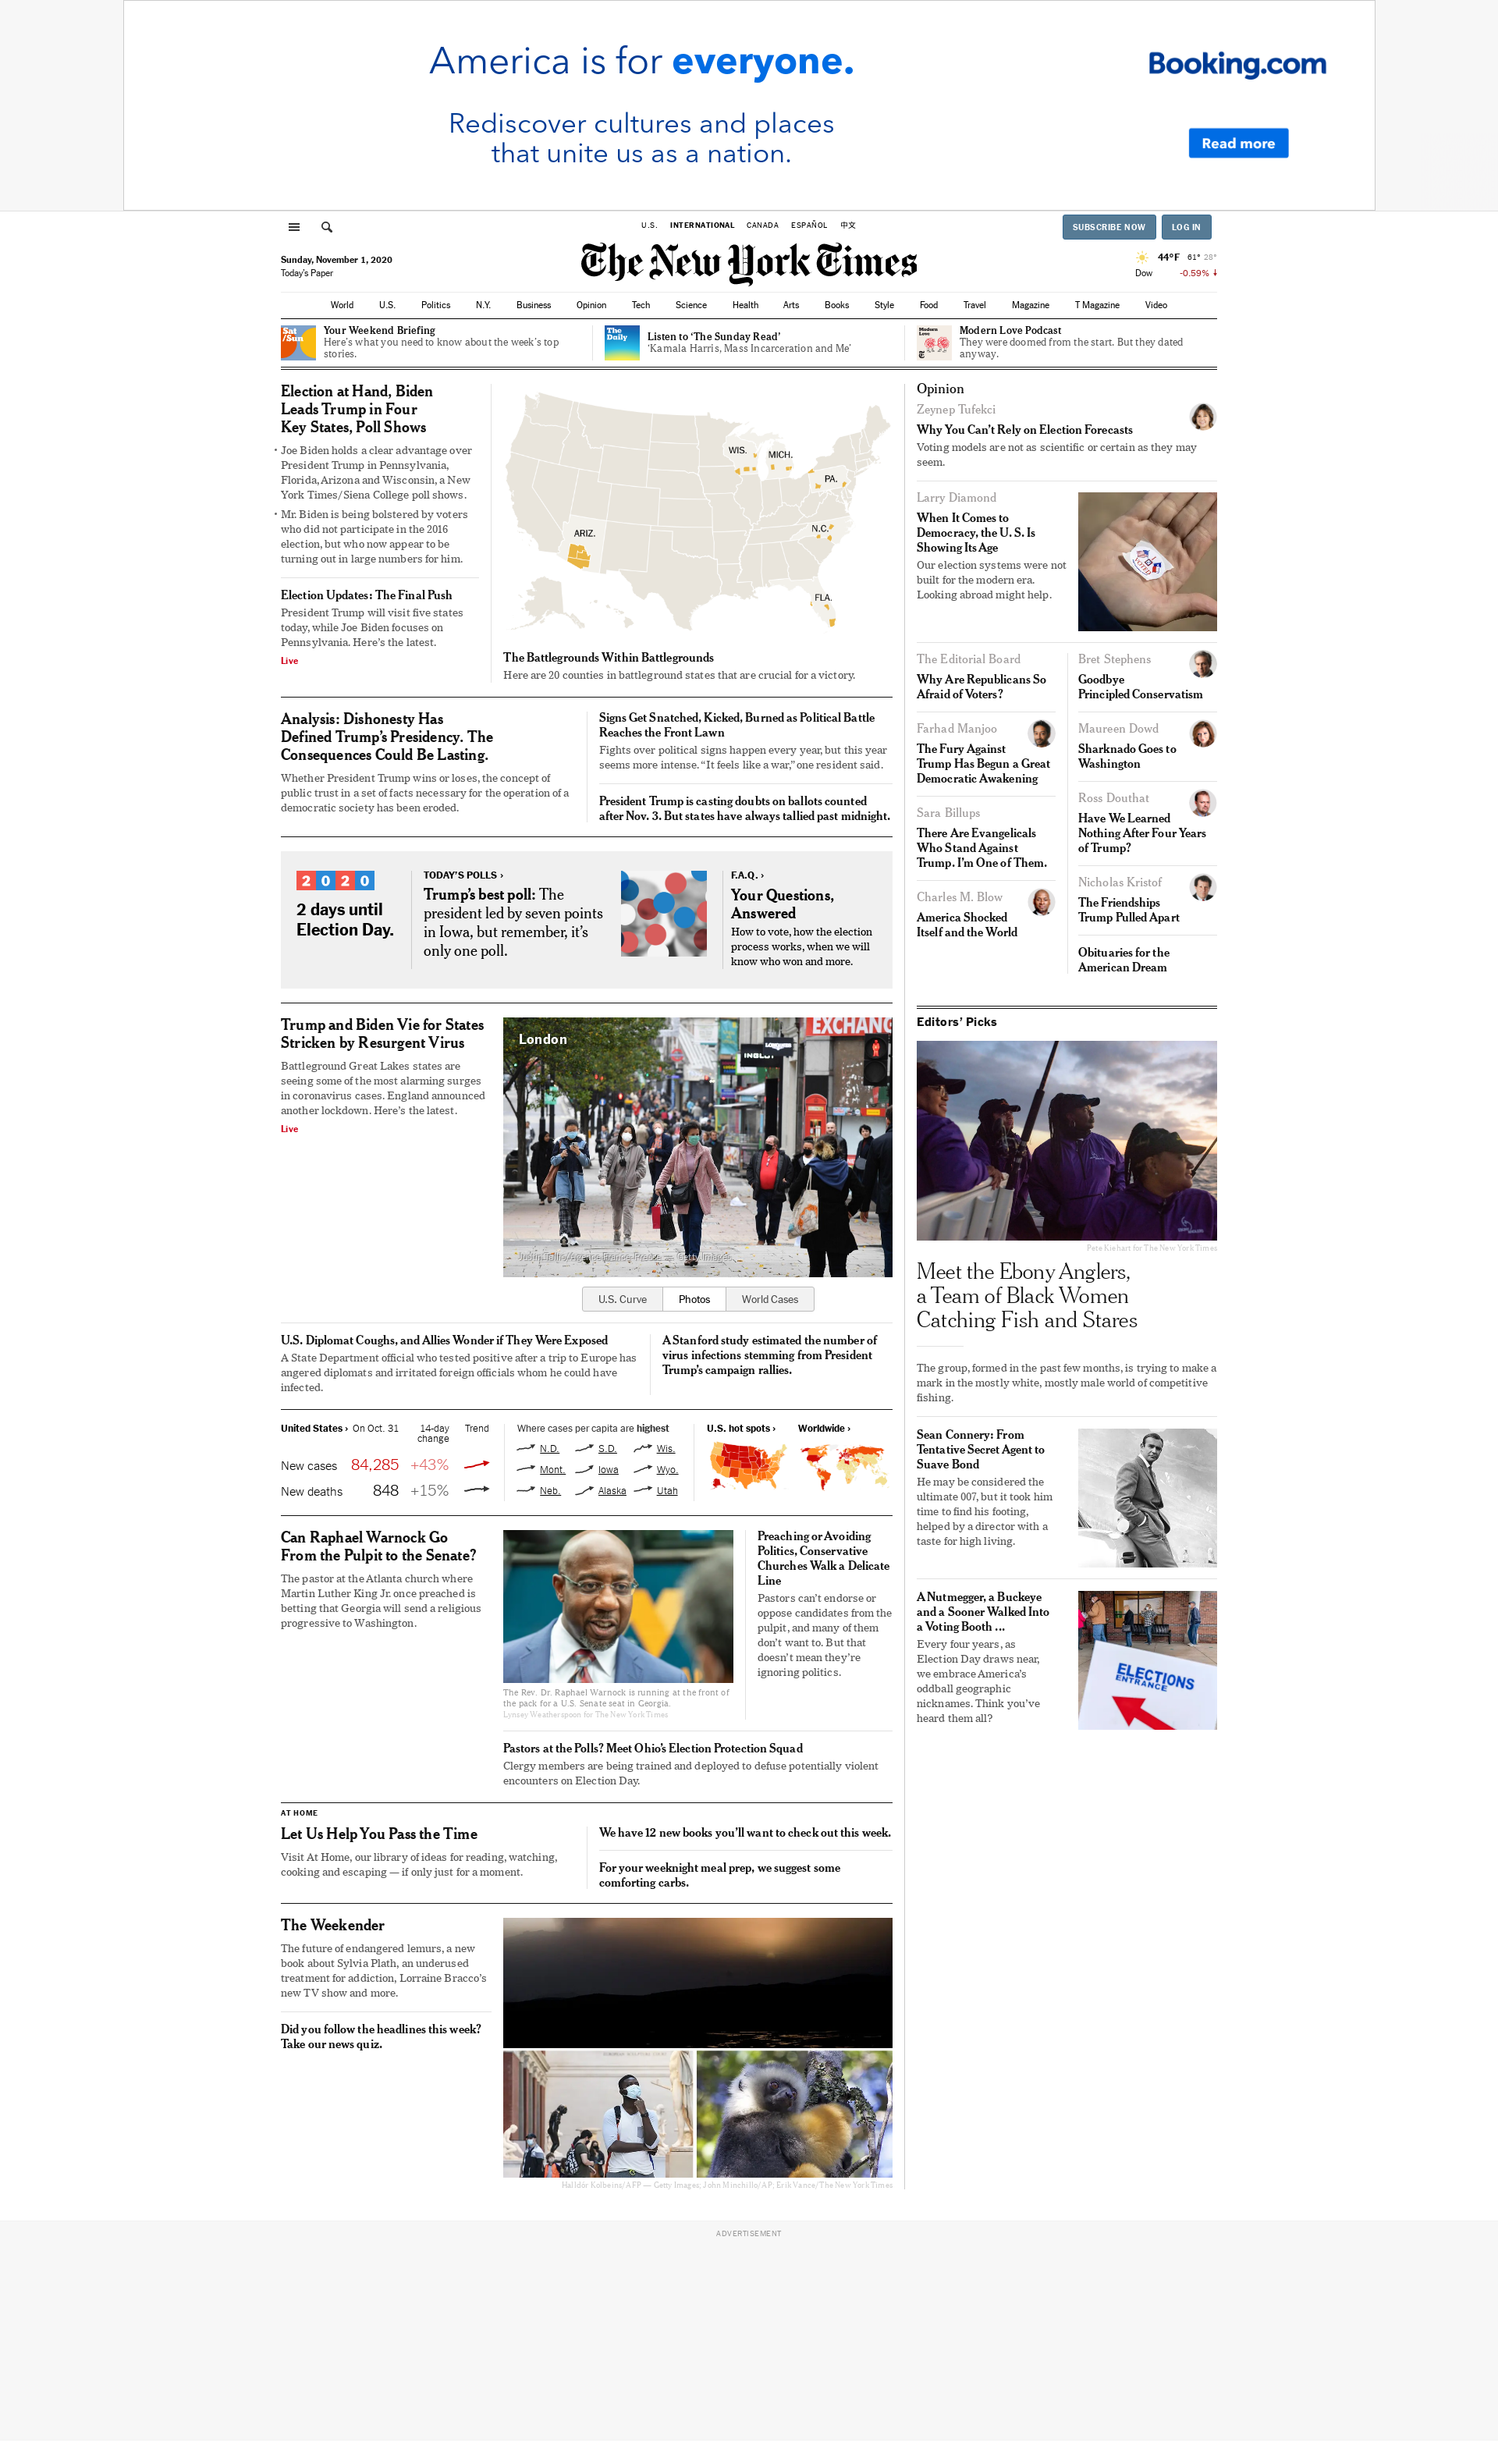 America is for everyone.
Rediscover cultures and places
that unite us as a nation.
Booking.com
Read more
U.S.
INTERNATIONAL
CANADA
ESPAÑOL
中文
SUBSCRIBE NOW
LOG IN
Sunday, November 1, 2020
Today's Paper
The New York Times
44°F 61° 28°
Dow -0.59% ↓
World
U.S.
Politics
N.Y.
Business
Opinion
Tech
Science
Health
Arts
Books
Style
Food
Travel
Magazine
T Magazine
Video
Sat
/Sun
Your Weekend Briefing
Here's what you need to know about the week's top
stories.
The
Daily
Listen to ‘The Sunday Read’
‘Kamala Harris, Mass Incarceration and Me’
Modern
Love
Modern Love Podcast
They were doomed from the start. But they dated
anyway.
Election at Hand, Biden
Leads Trump in Four
Key States, Poll Shows
• Joe Biden holds a clear advantage over
President Trump in Pennsylvania,
Florida, Arizona and Wisconsin, a New
York Times/Siena College poll shows.
• Mr. Biden is being bolstered by voters
who did not participate in the 2016
election, but who now appear to be
turning out in large numbers for him.
Election Updates: The Final Push
President Trump will visit five states
today, while Joe Biden focuses on
Pennsylvania. Here's the latest.
Live
WIS.
MICH.
PA.
N.C.
ARIZ.
FLA.
The Battlegrounds Within Battlegrounds
Here are 20 counties in battleground states that are crucial for a victory.
Analysis: Dishonesty Has
Defined Trump's Presidency. The
Consequences Could Be Lasting.
Whether President Trump wins or loses, the concept of
public trust in a set of facts necessary for the operation of a
democratic society has been eroded.
Signs Get Snatched, Kicked, Burned as Political Battle
Reaches the Front Lawn
Fights over political signs happen every year, but this year
seems more intense. “It feels like a war,” one resident said.
President Trump is casting doubts on ballots counted
after Nov. 3. But states have always tallied past midnight.
2020
2 days until
Election Day.
TODAY'S POLLS ›
Trump's best poll: The
president led by seven points
in Iowa, but remember, it's
only one poll.
F.A.Q. ›
Your Questions,
Answered
How to vote, how the election
process works, when we will
know who won and more.
Trump and Biden Vie for States
Stricken by Resurgent Virus
Battleground Great Lakes states are
seeing some of the most alarming surges
in coronavirus cases. England announced
another lockdown. Here's the latest.
Live
London
EXCHANG
Justin Tallis/Agence France-Presse — Getty Images
U.S. Curve
Photos
World Cases
U.S. Diplomat Coughs, and Allies Wonder if They Were Exposed
A State Department official who tested positive after a trip to Europe has
angered diplomats and irritated foreign officials whom he could have
infected.
A Stanford study estimated the number of
virus infections stemming from President
Trump's campaign rallies.
United States › On Oct. 31 14-day Trend
change
New cases 84,285 +43%
New deaths 848 +15%
Where cases per capita are highest
N.D. S.D. Wis.
Mont. Iowa Wyo.
Neb. Alaska Utah
U.S. hot spots ›
Worldwide ›
Can Raphael Warnock Go
From the Pulpit to the Senate?
The pastor at the Atlanta church where
Martin Luther King Jr. once preached is
betting that Georgia will send a religious
progressive to Washington.
The Rev. Dr. Raphael Warnock is running at the front of
the pack for a U.S. Senate seat in Georgia.
Lynsey Weatherspoon for The New York Times
Preaching or Avoiding
Politics, Conservative
Churches Walk a Delicate
Line
Pastors can't endorse or
oppose candidates from the
pulpit, and many of them
don't want to. But that
doesn't mean they're
ignoring politics.
Pastors at the Polls? Meet Ohio's Election Protection Squad
Clergy members are being trained and deployed to defuse potentially violent
encounters on Election Day.
AT HOME
Let Us Help You Pass the Time
Visit At Home, our library of ideas for reading, watching,
cooking and escaping — if only just for a moment.
We have 12 new books you'll want to check out this week.
For your weeknight meal prep, we suggest some
comforting carbs.
The Weekender
The future of endangered lemurs, a new
book about Sylvia Plath, an underused
treatment for addiction, Lorraine Bracco's
new TV show and more.
Did you follow the headlines this week?
Take our news quiz.
Halldór Kolbeins/AFP — Getty Images; John Minchillo/AP; Erik Vance/The New York Times
Opinion
Zeynep Tufekci
Why You Can't Rely on Election Forecasts
Voting models are not as scientific or certain as they may
seem.
Larry Diamond
When It Comes to
Democracy, the U. S. Is
Showing Its Age
Our election systems were not
built for the modern era.
Looking abroad might help.
VOTED
The Editorial Board
Why Are Republicans So
Afraid of Voters?
Farhad Manjoo
The Fury Against
Trump Has Begun a Great
Democratic Awakening
Sara Billups
There Are Evangelicals
Who Stand Against
Trump. I'm One of Them.
Charles M. Blow
America Shocked
Itself and the World
Bret Stephens
Goodbye
Principled Conservatism
Maureen Dowd
Sharknado Goes to
Washington
Ross Douthat
Have We Learned
Nothing After Four Years
of Trump?
Nicholas Kristof
The Friendships
Trump Pulled Apart
Obituaries for the
American Dream
Editors' Picks
Pete Kiehart for The New York Times
Meet the Ebony Anglers,
a Team of Black Women
Catching Fish and Stares
The group, formed in the past few months, is trying to make a
mark in the mostly white, mostly male world of competitive
fishing.
Sean Connery: From
Tentative Secret Agent to
Suave Bond
He may be considered the
ultimate 007, but it took him
time to find his footing,
helped by a director with a
taste for high living.
A Nutmegger, a Buckeye
and a Sooner Walked Into
a Voting Booth ...
Every four years, as
Election Day draws near,
we embrace America's
oddball geographic
nicknames. Think you've
heard them all?
ELECTIONS
ENTRANCE
ADVERTISEMENT